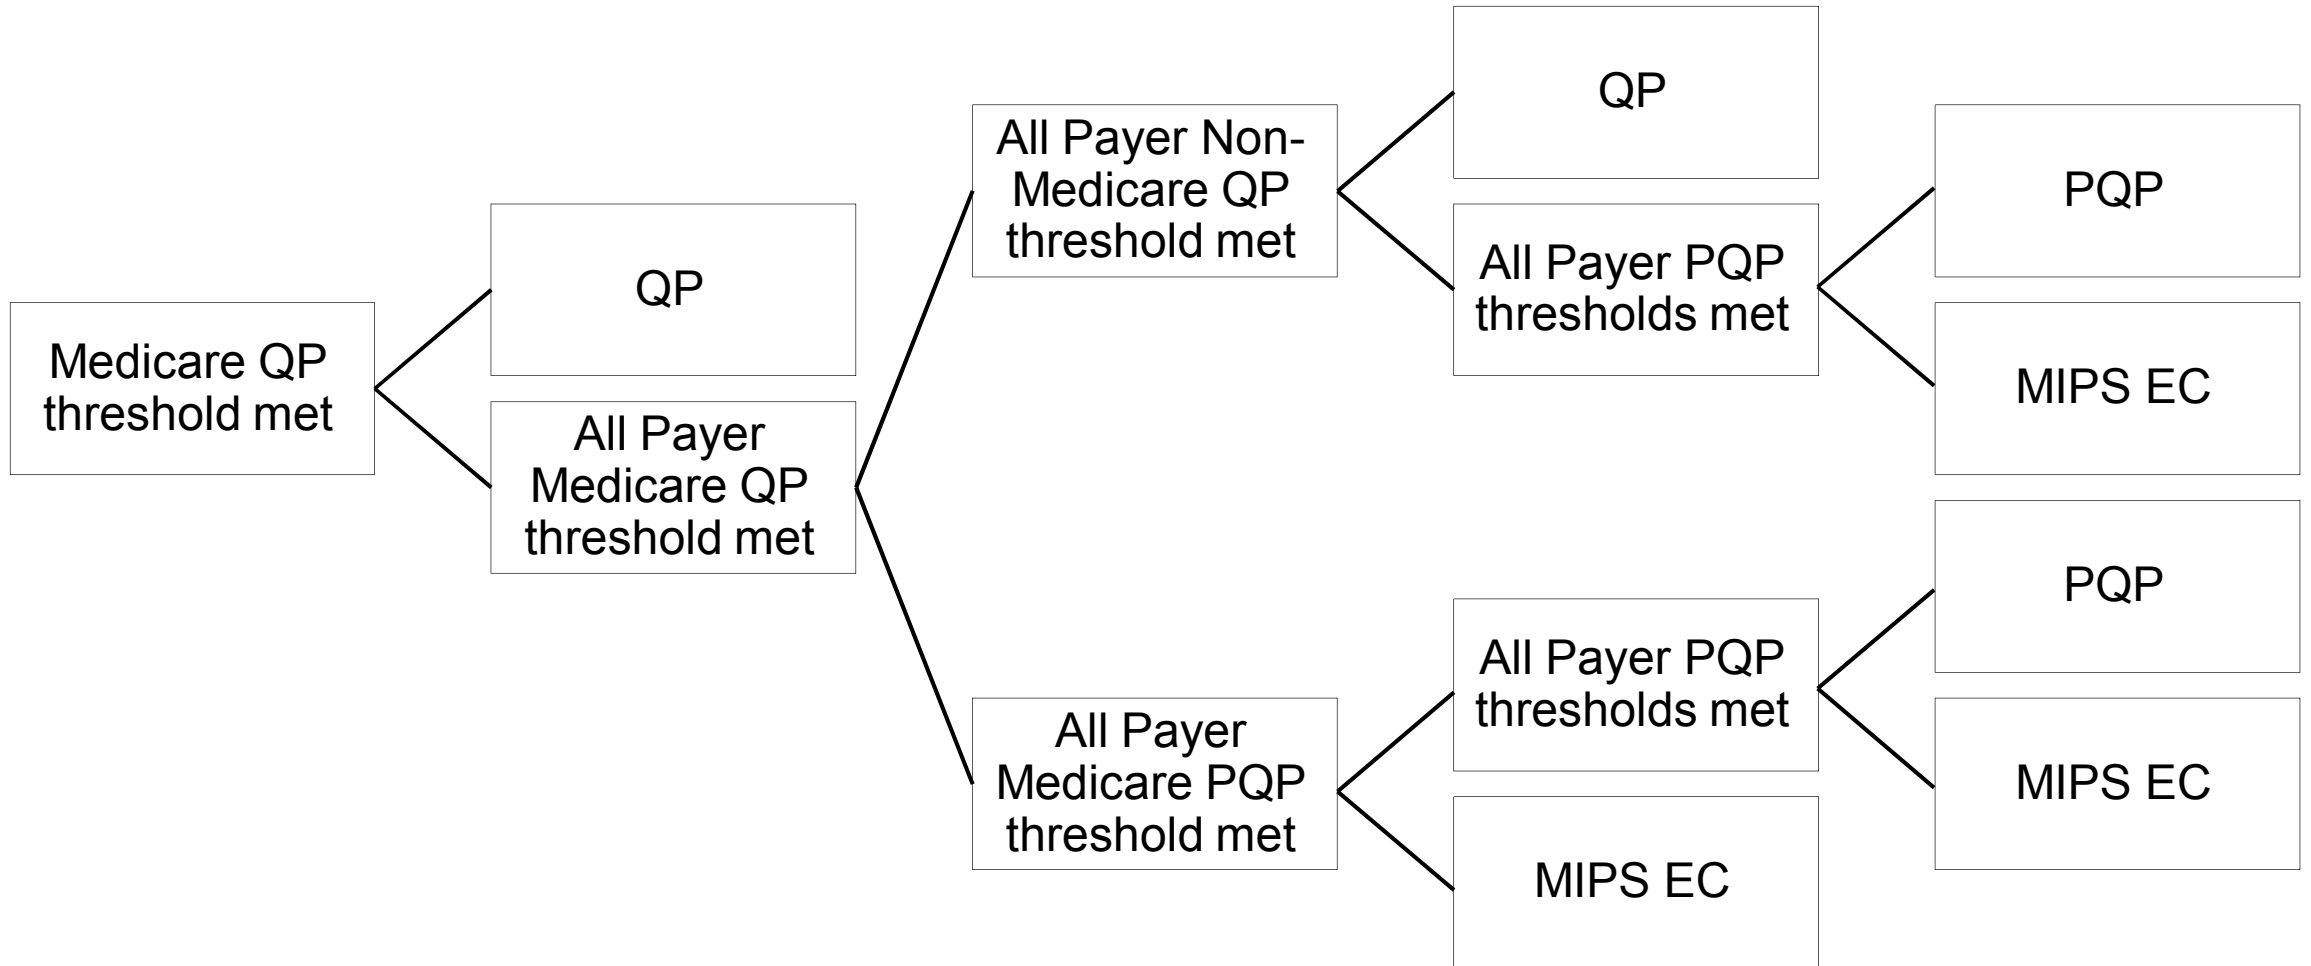 Medicare QP
threshold met
QP
All Payer
Medicare QP
threshold met
All Payer Non-
Medicare QP
threshold met
All Payer
Medicare PQP
threshold met
QP
All Payer PQP
thresholds met
All Payer PQP
thresholds met
MIPS EC
PQP
MIPS EC
PQP
MIPS EC